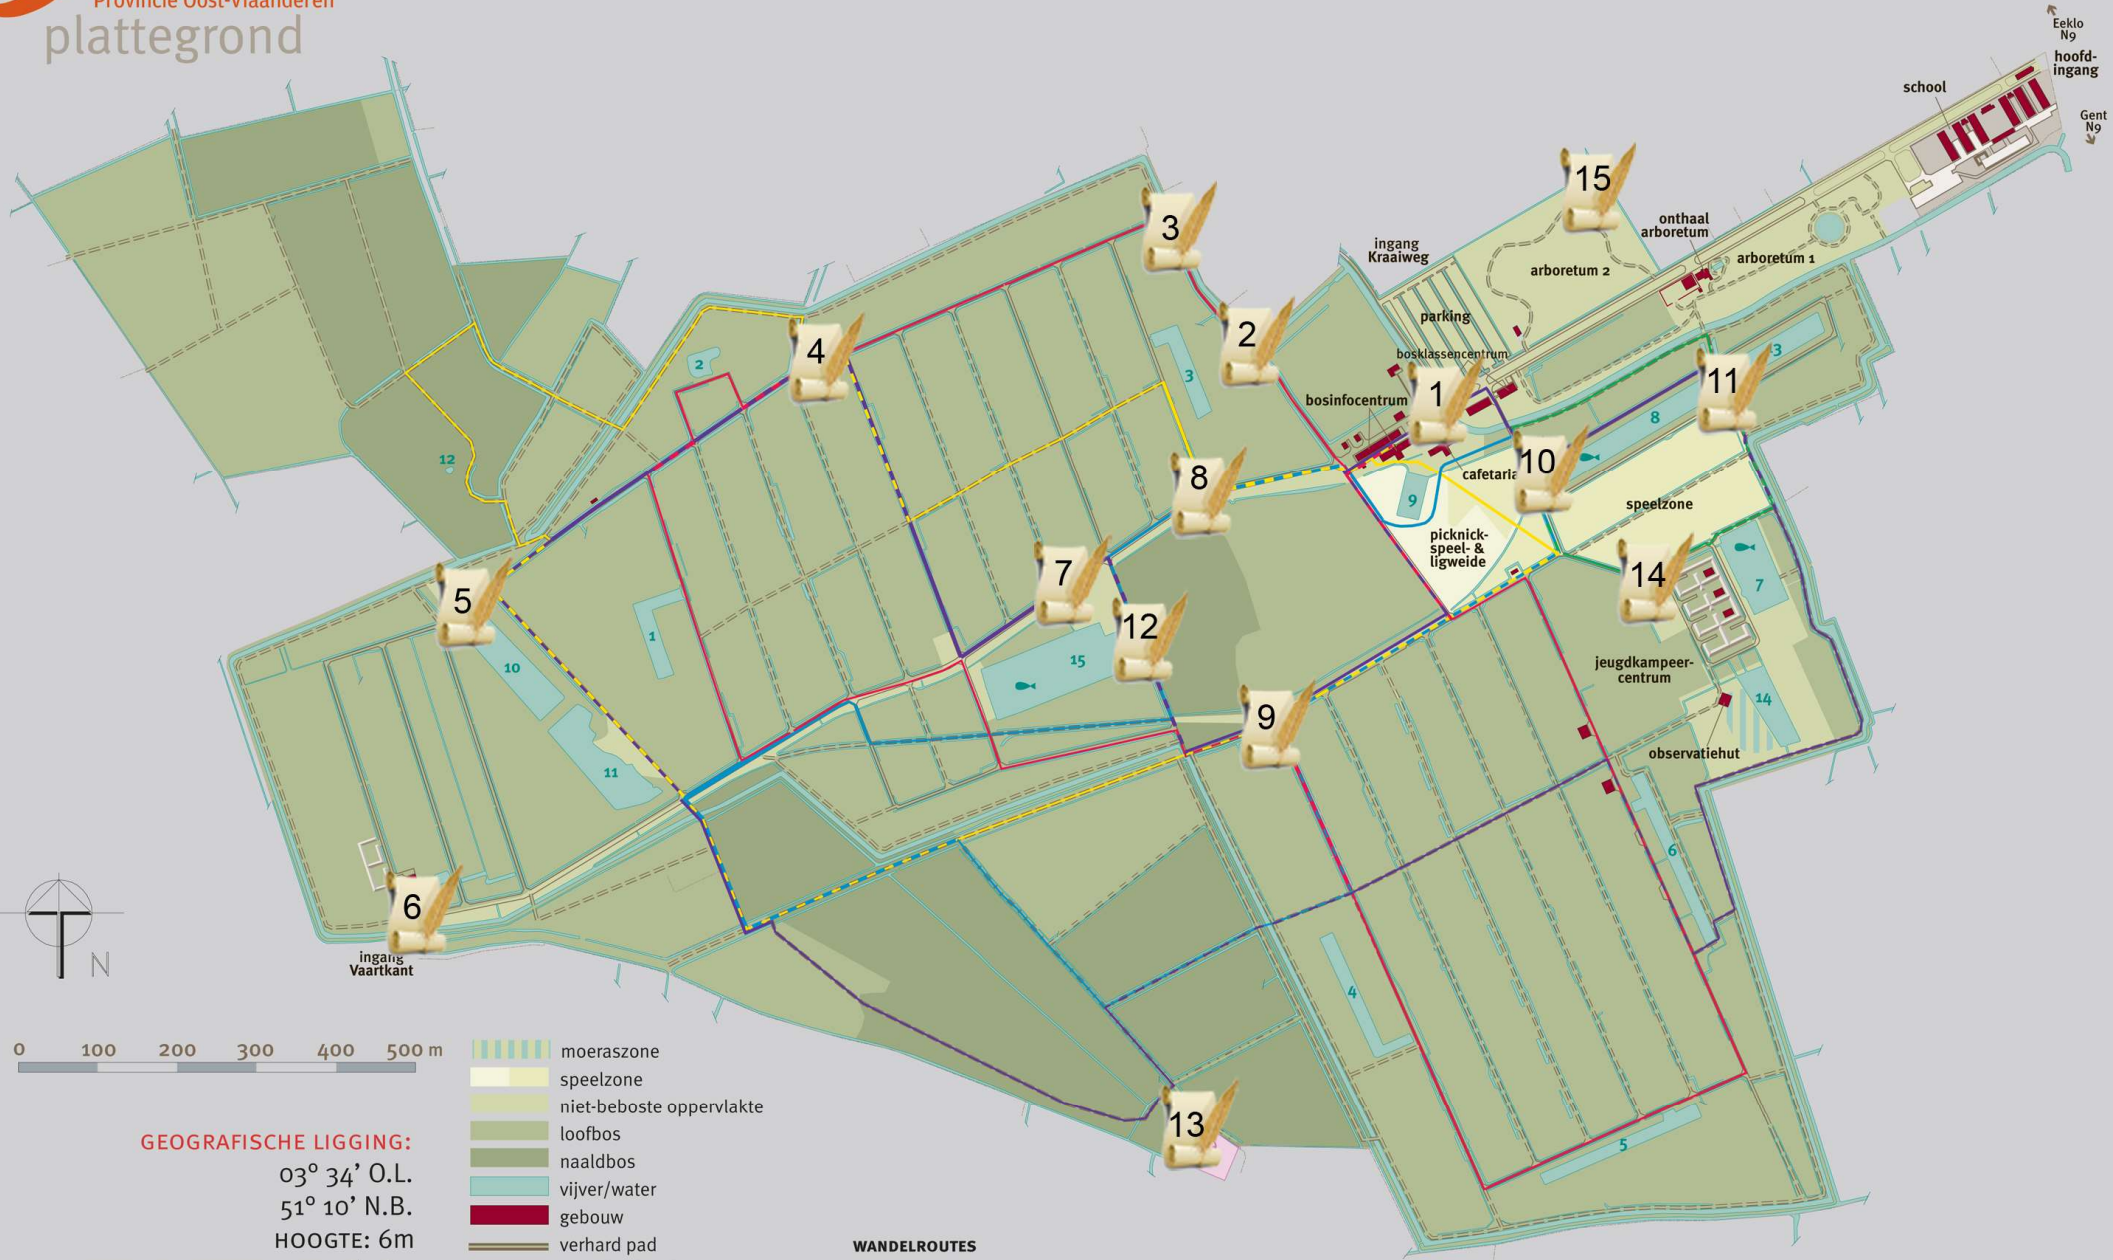 Provincie Oost-Vlaanderen
plattegrond
Eeklo
N9
hoofd-
ingang
school
Gent
N9
15
onthaal
arboretum
arboretum 1
arboretum 2
ingang
Kraaiweg
parking
3
2
4
2
3
bosklassencentrum
1
bosinfocentrum
11
3
8
12
8
10
cafetaria
9
speelzone
picknick-
speel- &
ligweide
7
14
7
5
12
1
15
10
jeugdkampeer-
centrum
14
9
observatiehut
11
6
6
ingang
Vaartkant
N
4
13
5
0 100 200 300 400 500 m
moeraszone
speelzone
niet-beboste oppervlakte
loofbos
naaldbos
vijver/water
gebouw
verhard pad
GEOGRAFISCHE LIGGING:
03° 34' O.L.
51° 10' N.B.
HOOGTE: 6m
WANDELROUTES